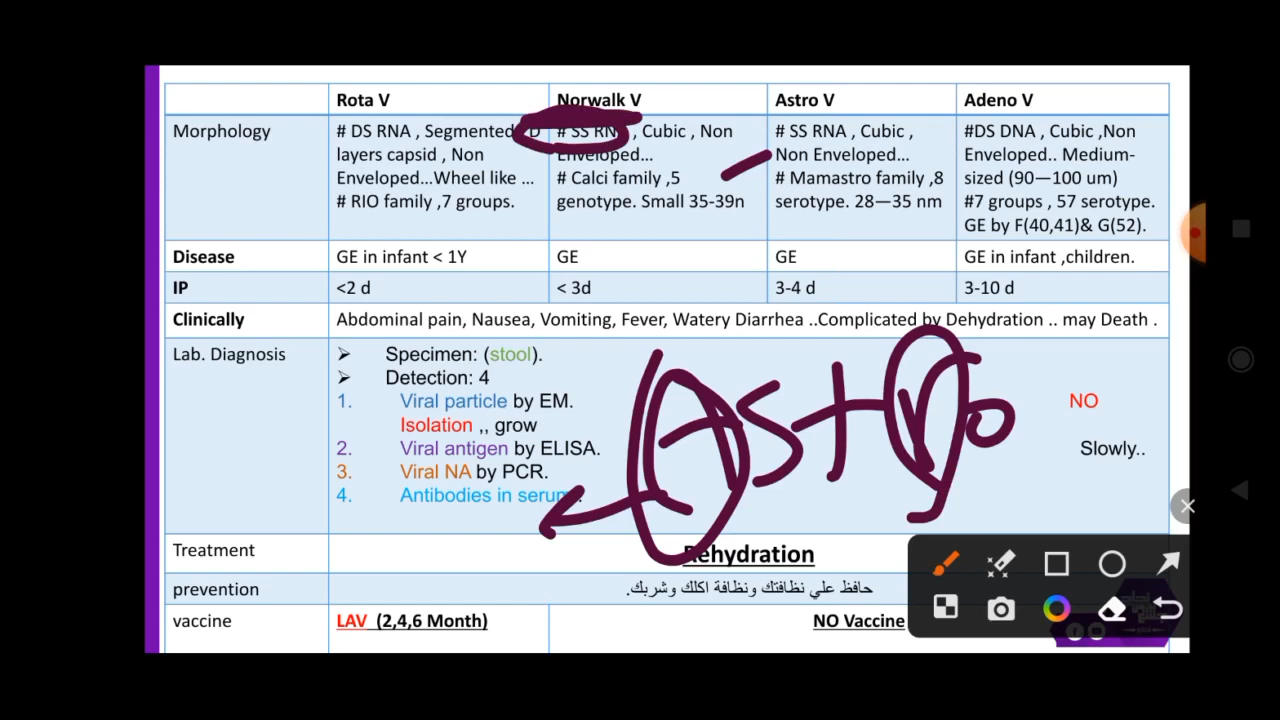 Rota V Norwalk V Astro V Adeno V
Morphology
# DS RNA , Segmented, D
layers capsid , Non
Enveloped...Wheel like ...
# RIO family ,7 groups.
# SS RN , Cubic , Non
Enveloped...
# Calci family ,5
genotype. Small 35-39n
# SS RNA , Cubic ,
Non Enveloped...
# Mamastro family ,8
serotype. 28—35 nm
#DS DNA , Cubic ,Non
Enveloped.. Medium-
sized (90—100 um)
#7 groups , 57 serotype.
GE by F(40,41)& G(52).
Disease GE in infant < 1Y GE GE GE in infant ,children.
IP <2 d < 3d 3-4 d 3-10 d
Clinically Abdominal pain, Nausea, Vomiting, Fever, Watery Diarrhea ..Complicated by Dehydration .. may Death .
Lab. Diagnosis
➢ Specimen: (stool).
➢ Detection: 4
1. Viral particle by EM. NO
Isolation ,, grow
2. Viral antigen by ELISA. Slowly..
3. Viral NA by PCR.
4. Antibodies in serum.
Astro
Treatment Rehydration
prevention حافظ علي نظافتك ونظافة اكلك وشربك.
vaccine LAV (2,4,6 Month) NO Vaccine